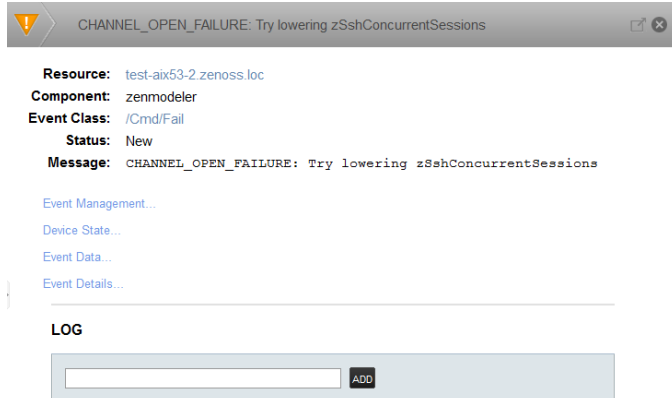 CHANNEL_OPEN_FAILURE: Try lowering zSshConcurrentSessions
Resource: test-aix53-2.zenoss.loc
Component: zenmodeler
Event Class: /Cmd/Fail
Status: New
Message: CHANNEL_OPEN_FAILURE: Try lowering zSshConcurrentSessions
Event Management...
Device State...
Event Data...
Event Details...
LOG
ADD